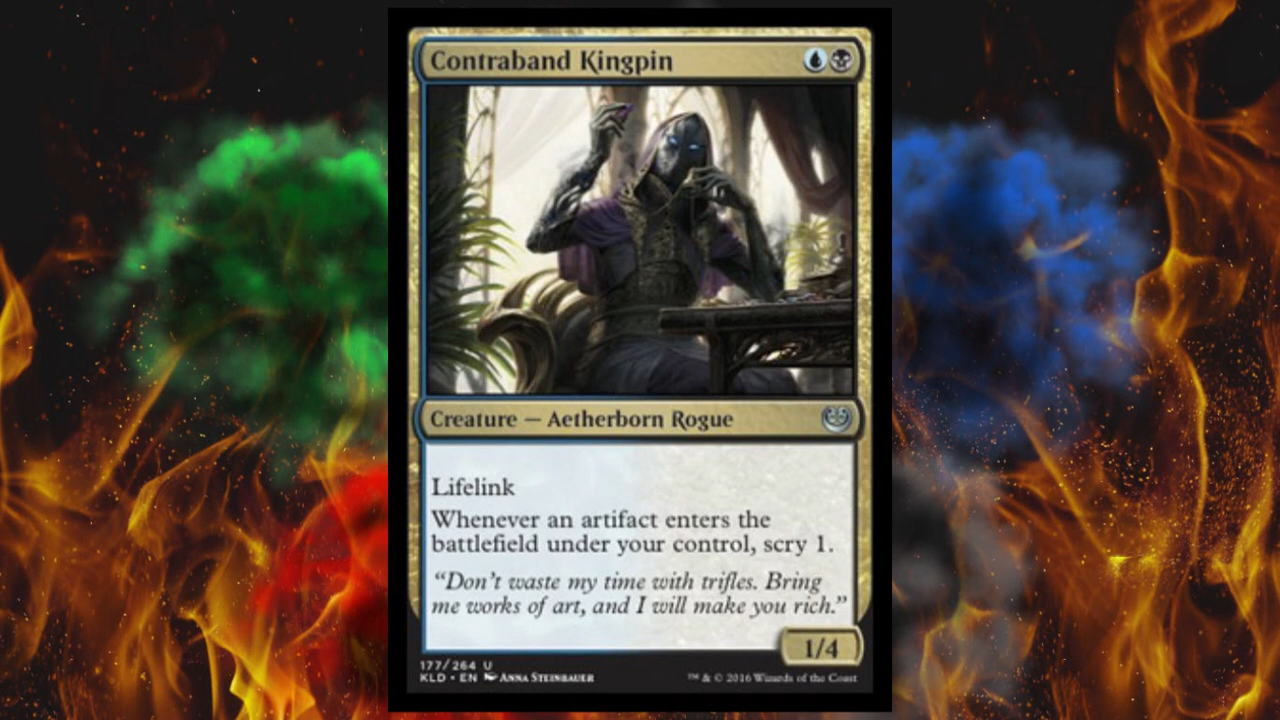 Contraband Kingpin
Creature — Aetherborn Rogue
Lifelink
Whenever an artifact enters the
battlefield under your control, scry 1.
“Don’t waste my time with trifles. Bring
me works of art, and I will make you rich.”
1/4
177/264 U
KLD • EN Anna Steinbauer
™ & © 2016 Wizards of the Coast